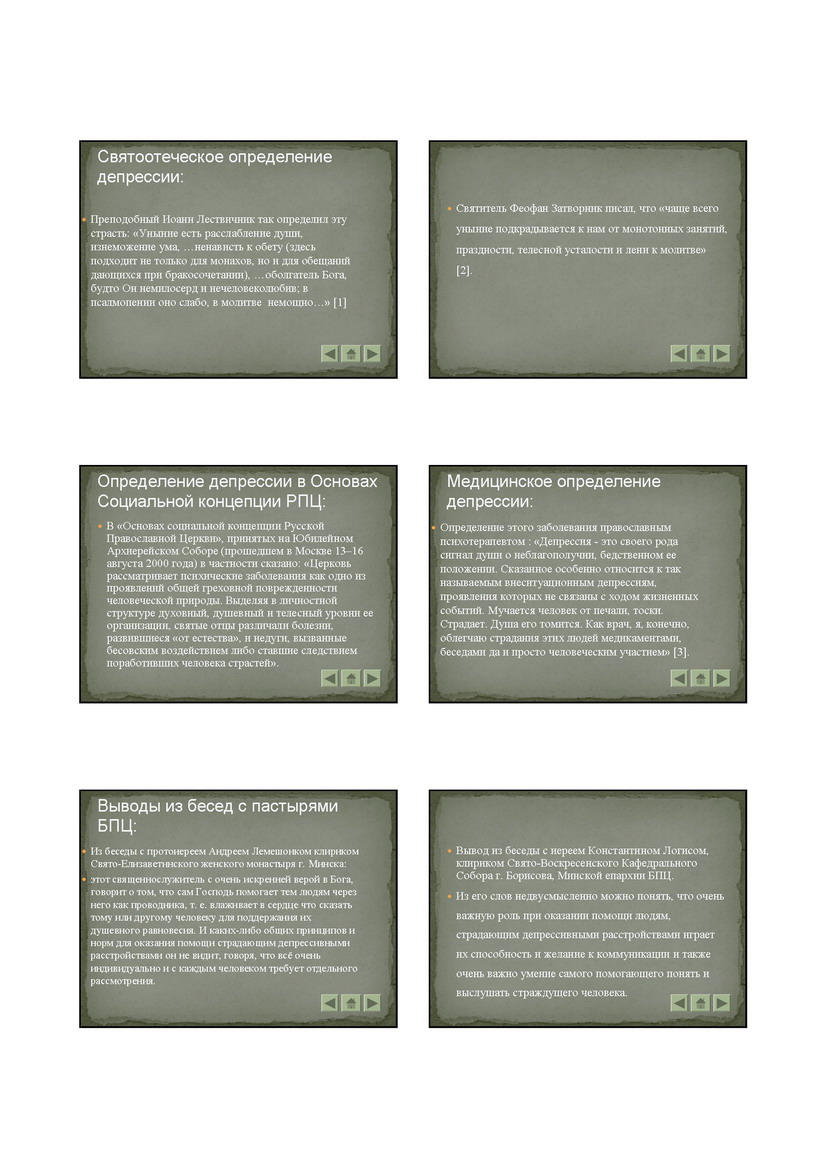 Святоотеческое определение
депрессии:
Преподобный Иоанн Лествичник так определил эту
страсть: «Уныние есть расслабление души,
изнеможение ума, …ненависть к обету (здесь
подходит не только для монахов, но и для обещаний
дающихся при бракосочетании), …оболгатель Бога,
будто Он немилосерд и нечеловеколюбив; в
псалмопении оно слабо, в молитве немощно…» [1]
Святитель Феофан Затворник писал, что «чаще всего
уныние подкрадывается к нам от монотонных занятий,
праздности, телесной усталости и лени к молитве»
[2].
Определение депрессии в Основах
Социальной концепции РПЦ:
В «Основах социальной концепции Русской
Православной Церкви», принятых на Юбилейном
Архиерейском Соборе (прошедшем в Москве 13–16
августа 2000 года) в частности сказано: «Церковь
рассматривает психические заболевания как одно из
проявлений общей греховной поврежденности
человеческой природы. Выделяя в личностной
структуре духовный, душевный и телесный уровни ее
организации, святые отцы различали болезни,
развившиеся «от естества», и недуги, вызванные
бесовским воздействием либо ставшие следствием
поработивших человека страстей».
Медицинское определение
депрессии:
Определение этого заболевания православным
психотерапевтом : «Депрессия - это своего рода
сигнал души о неблагополучии, бедственном ее
положении. Сказанное особенно относится к так
называемым внеситуационным депрессиям,
проявления которых не связаны с ходом жизненных
событий. Мучается человек от печали, тоски.
Страдает. Душа его томится. Как врач, я, конечно,
облегчаю страдания этих людей медикаментами,
беседами да и просто человеческим участием» [3].
Выводы из бесед с пастырями
БПЦ:
Из беседы с протоиереем Андреем Лемешонком клириком
Свято-Елизаветинского женского монастыря г. Минска:
этот священнослужитель с очень искренней верой в Бога,
говорит о том, что сам Господь помогает тем людям через
него как проводника, т. е. влаживает в сердце что сказать
тому или другому человеку для поддержания их
душевного равновесия. И каких-либо общих принципов и
норм для оказания помощи страдающим депрессивными
расстройствами он не видит, говоря, что всё очень
индивидуально и с каждым человеком требует отдельного
рассмотрения.
Вывод из беседы с иереем Константином Логисом,
клириком Свято-Воскресенского Кафедрального
Собора г. Борисова, Минской епархии БПЦ.
Из его слов недвусмысленно можно понять, что очень
важную роль при оказании помощи людям,
страдающим депрессивными расстройствами играет
их способность и желание к коммуникации и также
очень важно умение самого помогающего понять и
выслушать страждущего человека.